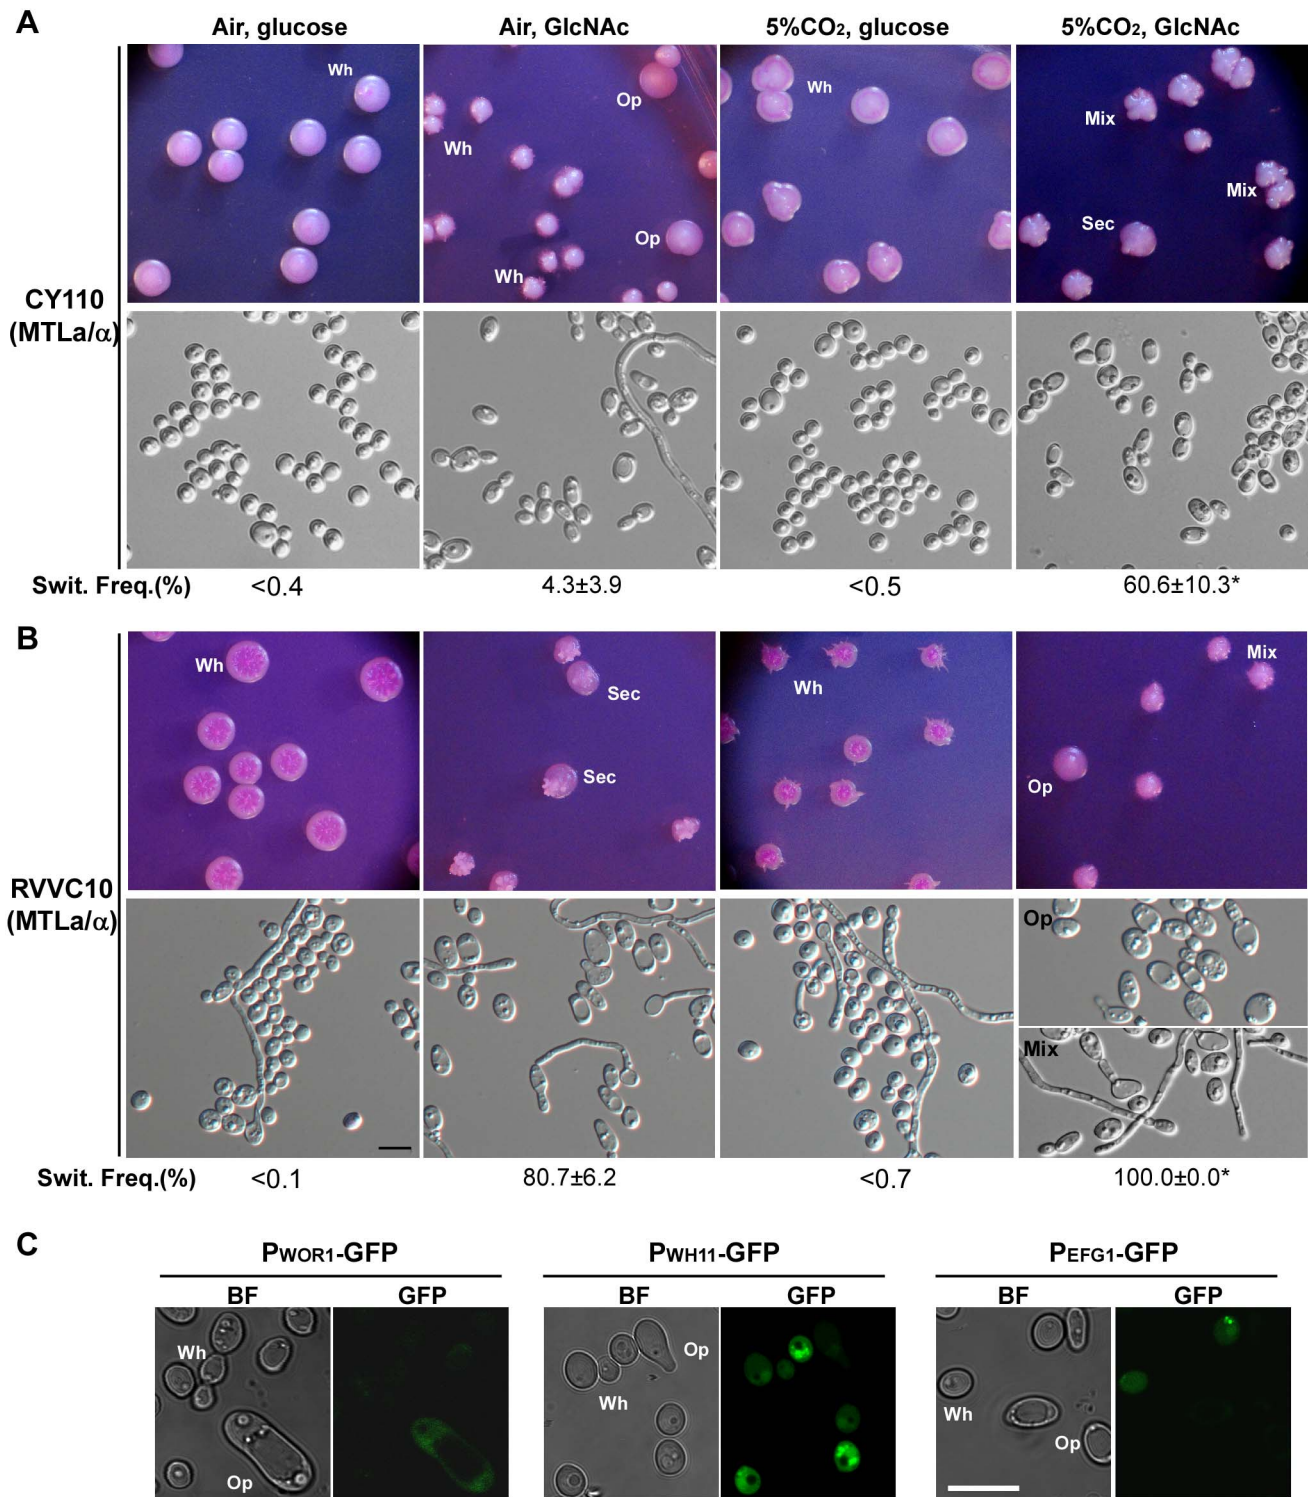 A
Air, glucose
Air, GlcNAc
5%CO2, glucose
5%CO2, GlcNAc
Wh
Op
Wh
Op
Wh
Wh
Mix
Mix
Sec
CY110
(MTLa/α)
Swit. Freq.(%)
<0.4
4.3±3.9
<0.5
60.6±10.3*
B
Wh
Sec
Sec
Wh
Mix
Op
RVVC10
(MTLa/α)
Op
Mix
Swit. Freq.(%)
<0.1
80.7±6.2
<0.7
100.0±0.0*
C
PWOR1-GFP
PWH11-GFP
PEFG1-GFP
BF
GFP
BF
GFP
BF
GFP
Wh
Op
Op
Wh
Wh
Op